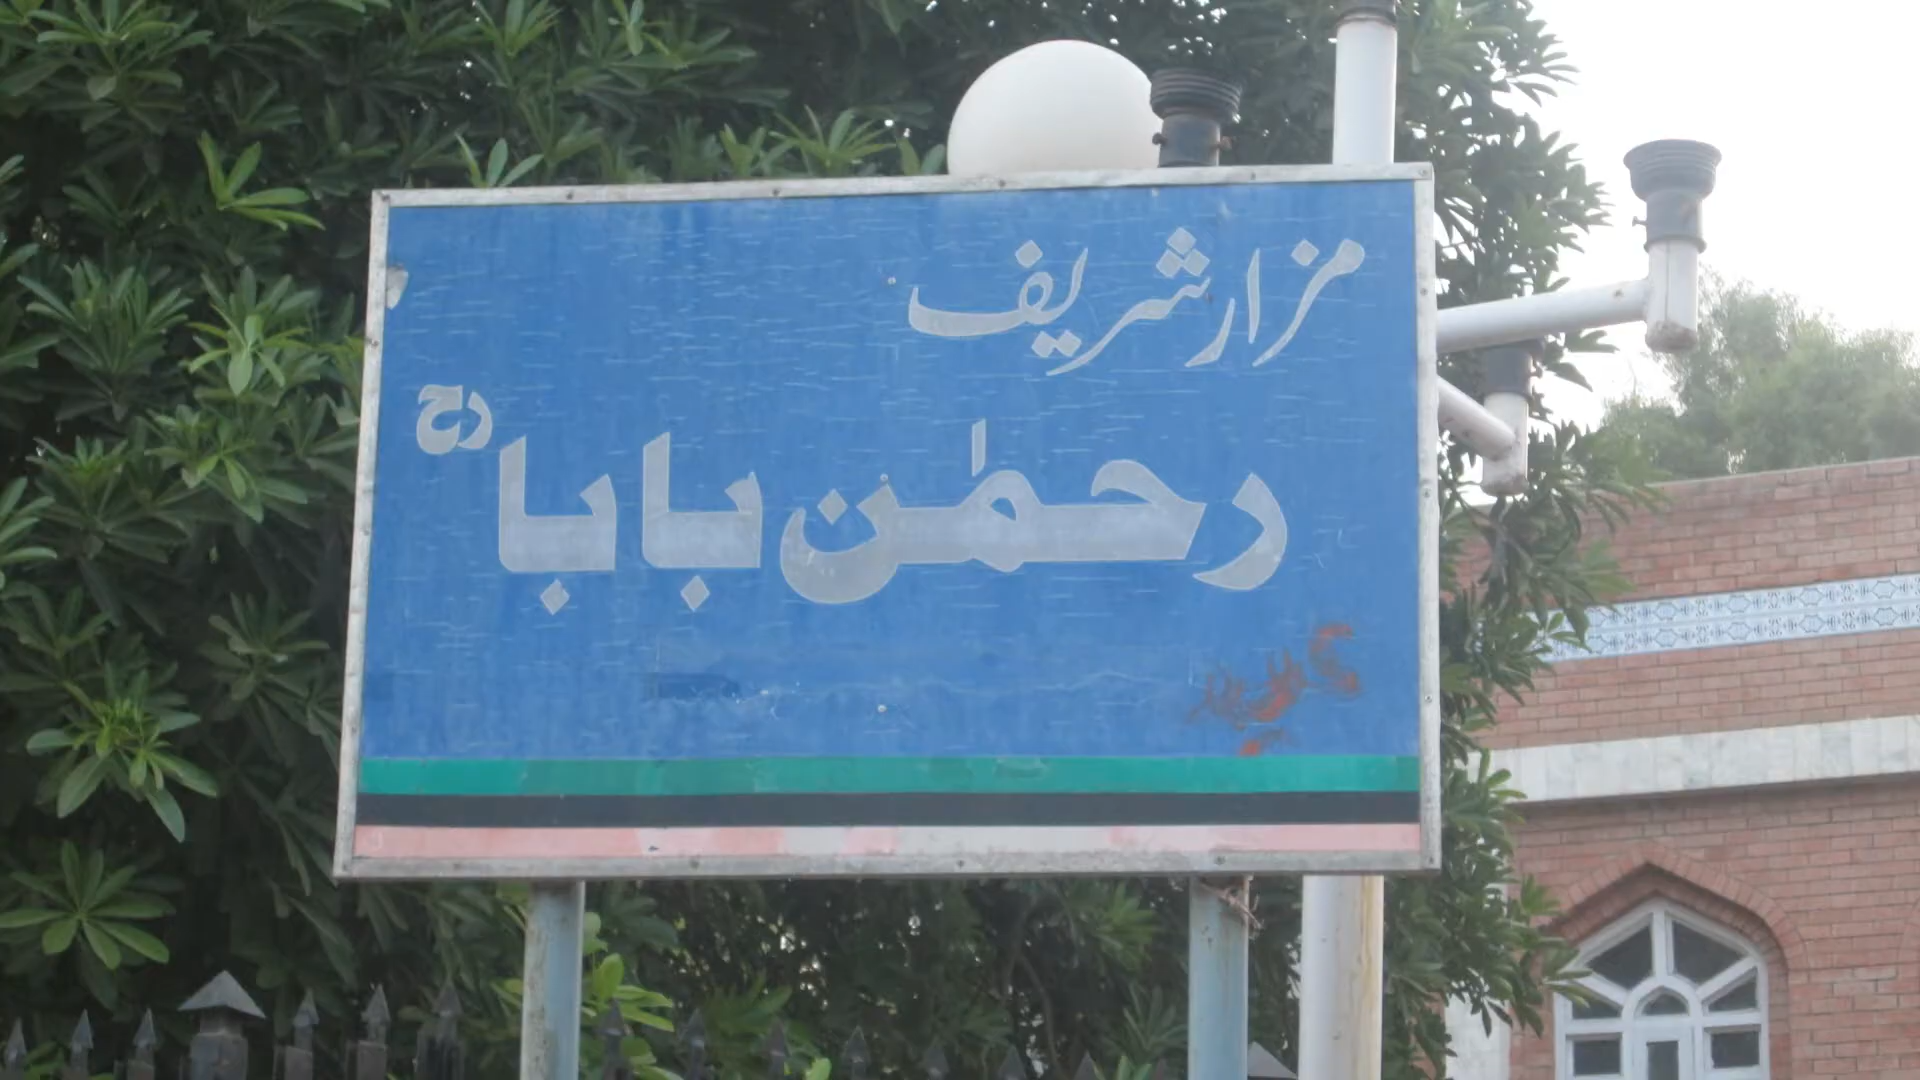 مزار شریف
رحمٰن بابا رح